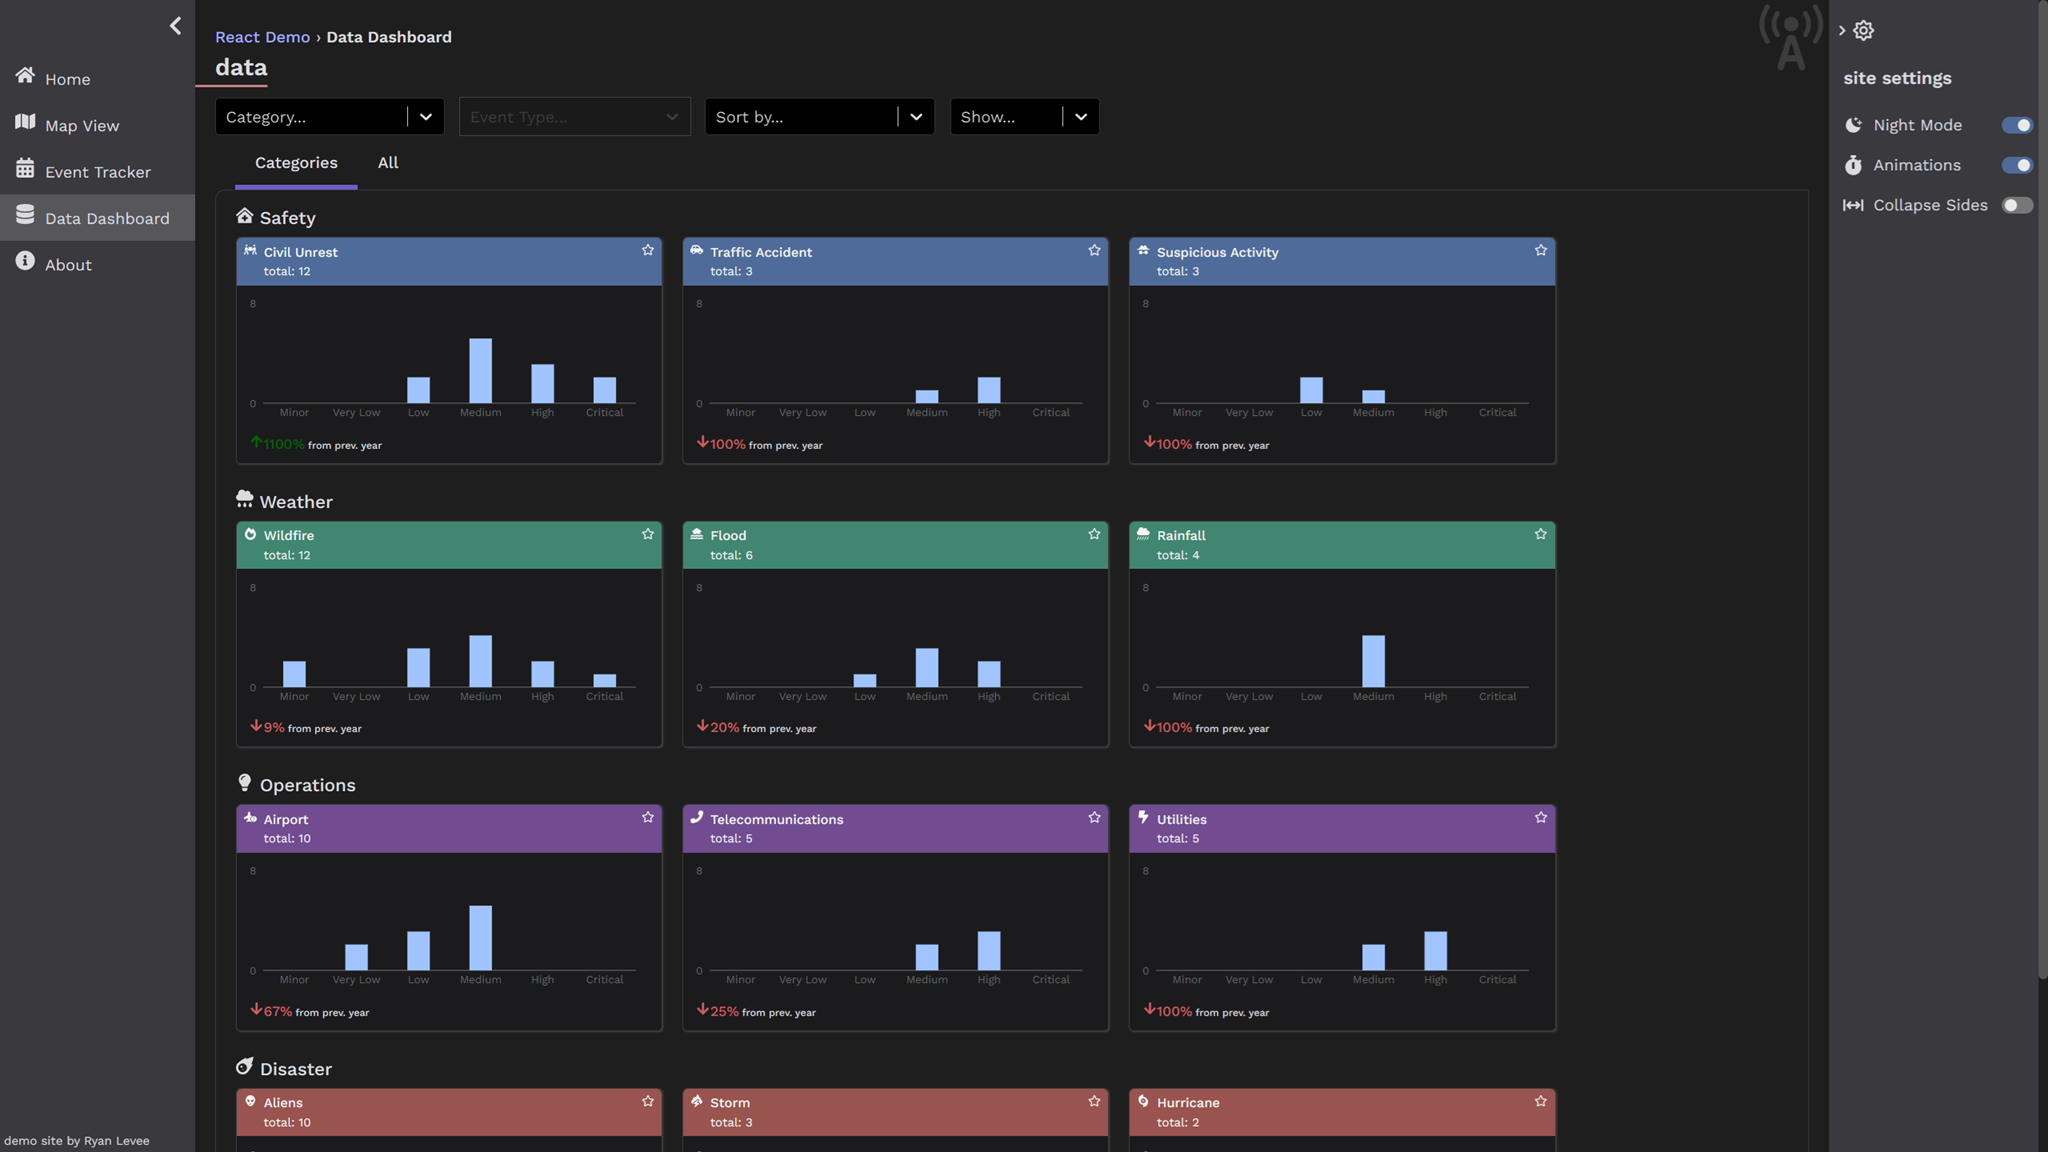 React Demo › Data Dashboard
data
Home
Map View
Event Tracker
Data Dashboard
About
demo site by Ryan Levee
Category...
Event Type...
Sort by...
Show...
Categories
All
Safety
Civil Unrest
total: 12
8
0
Minor Very Low Low Medium High Critical
1100% from prev. year
Traffic Accident
total: 3
8
0
Minor Very Low Low Medium High Critical
100% from prev. year
Suspicious Activity
total: 3
8
0
Minor Very Low Low Medium High Critical
100% from prev. year
Weather
Wildfire
total: 12
8
0
Minor Very Low Low Medium High Critical
9% from prev. year
Flood
total: 6
8
0
Minor Very Low Low Medium High Critical
20% from prev. year
Rainfall
total: 4
8
0
Minor Very Low Low Medium High Critical
100% from prev. year
Operations
Airport
total: 10
8
0
Minor Very Low Low Medium High Critical
67% from prev. year
Telecommunications
total: 5
8
0
Minor Very Low Low Medium High Critical
25% from prev. year
Utilities
total: 5
8
0
Minor Very Low Low Medium High Critical
100% from prev. year
Disaster
Aliens
total: 10
Storm
total: 3
Hurricane
total: 2
site settings
Night Mode
Animations
Collapse Sides